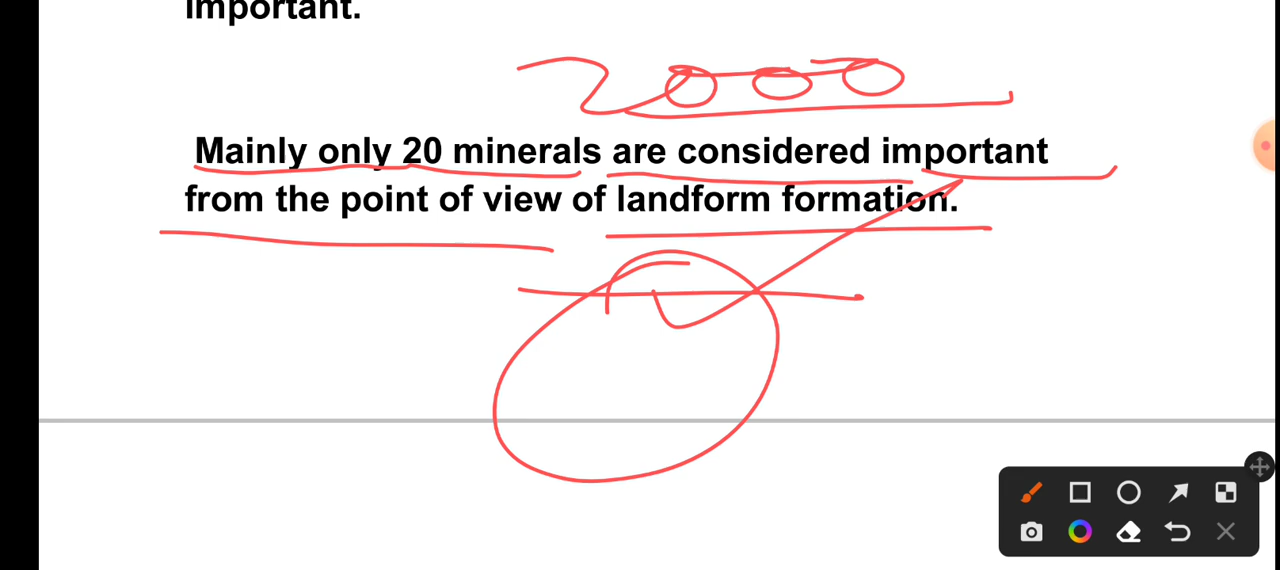 important.
2000
Mainly only 20 minerals are considered important
from the point of view of landform formation.